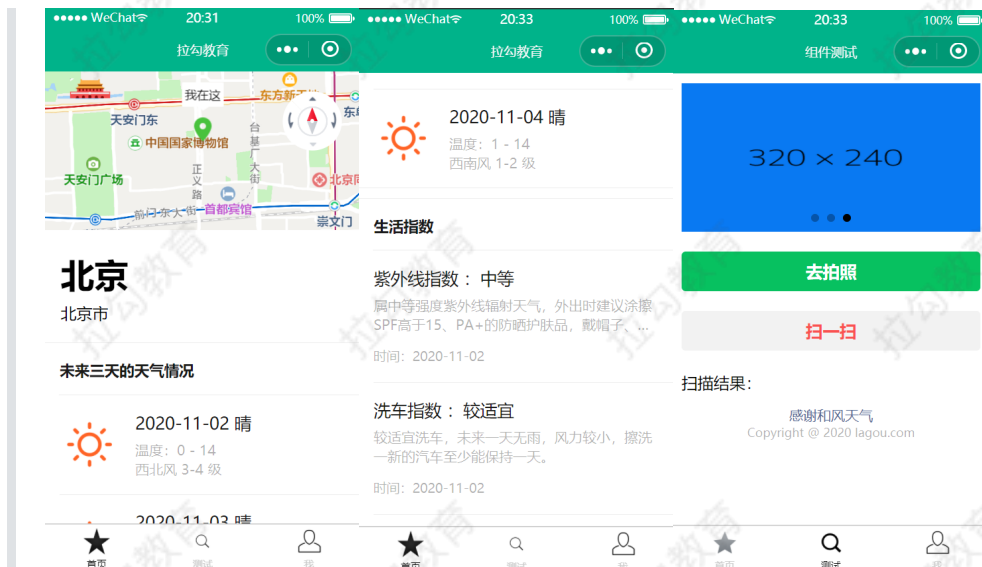 WeChat
20:31
100%
拉勾教育
我在这
东方新天地
天安门东
中国国家博物馆
台基厂大街
正义路
天安门广场
北京同
前门东大街
首都宾馆
崇文门
北京
北京市
未来三天的天气情况
2020-11-02 晴
温度：0 - 14
西北风 3-4 级
2020-11-03 晴
首页
测试
我
WeChat
20:33
100%
拉勾教育
2020-11-04 晴
温度：1 - 14
西南风 1-2 级
生活指数
紫外线指数： 中等
属中等强度紫外线辐射天气，外出时建议涂擦
SPF高于15、PA+的防晒护肤品，戴帽子、...
时间：2020-11-02
洗车指数： 较适宜
较适宜洗车，未来一天无雨，风力较小，擦洗
一新的汽车至少能保持一天。
时间：2020-11-02
首页
测试
我
WeChat
20:33
100%
组件测试
320 × 240
去拍照
扫一扫
扫描结果：
感谢和风天气
Copyright @ 2020 lagou.com
首页
测试
我
拉勾教育